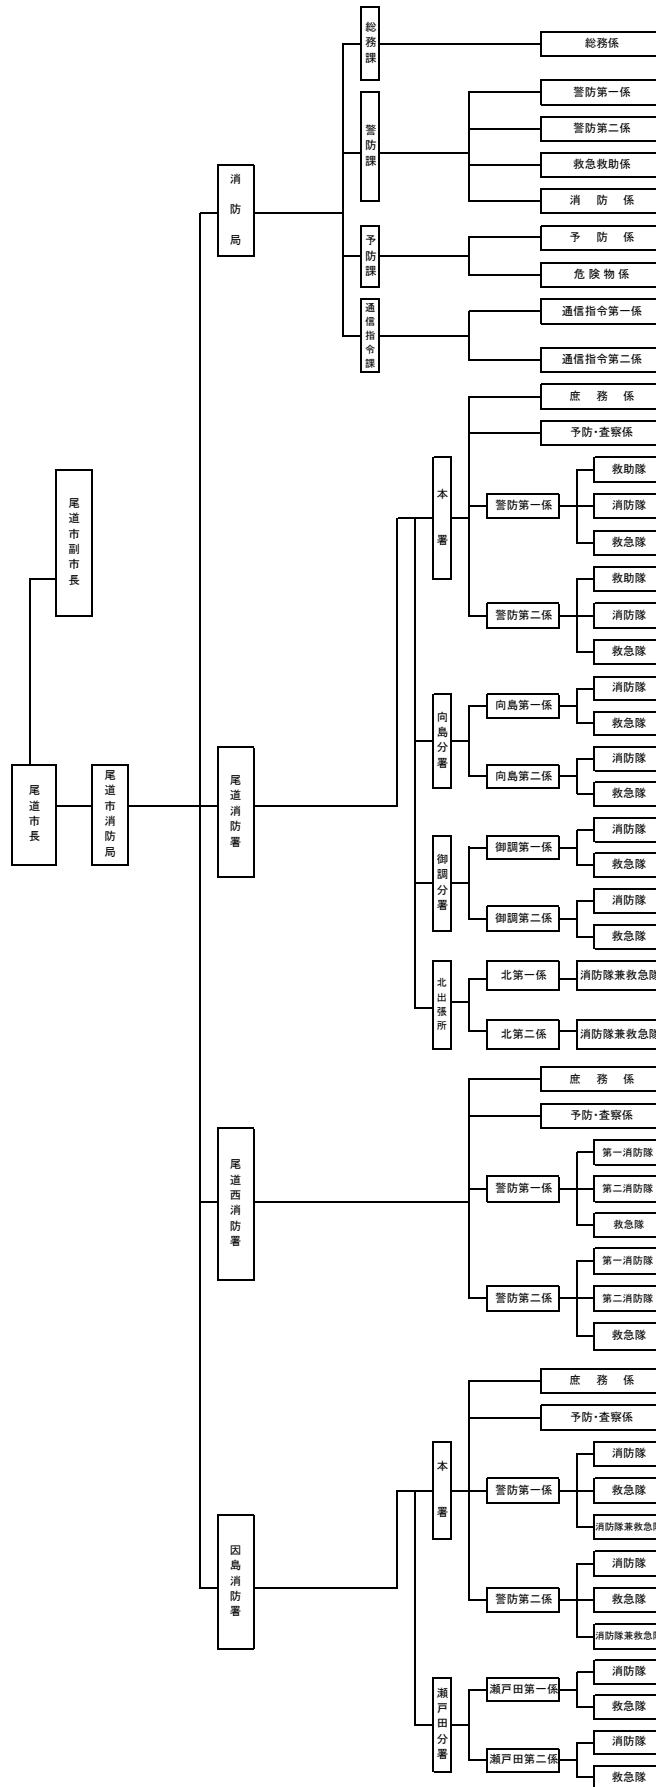 総務課
総務係
警防課
警防第一係
警防第二係
救急救助係
消防係
消防局
予防課
予防係
危険物係
通信指令課
通信指令第一係
通信指令第二係
庶務係
予防・査察係
本署
警防第一係
救助隊
消防隊
救急隊
警防第二係
救助隊
消防隊
救急隊
尾道市副市長
向島分署
向島第一係
消防隊
救急隊
向島第二係
消防隊
救急隊
尾道市長
尾道市消防局
尾道消防署
御調分署
御調第一係
消防隊
救急隊
御調第二係
消防隊
救急隊
北出張所
北第一係
消防隊兼救急隊
北第二係
消防隊兼救急隊
庶務係
予防・査察係
尾道西消防署
警防第一係
第一消防隊
第二消防隊
救急隊
警防第二係
第一消防隊
第二消防隊
救急隊
庶務係
予防・査察係
本署
警防第一係
消防隊
救急隊
消防隊兼救急隊
因島消防署
警防第二係
消防隊
救急隊
消防隊兼救急隊
瀬戸田分署
瀬戸田第一係
消防隊
救急隊
瀬戸田第二係
消防隊
救急隊